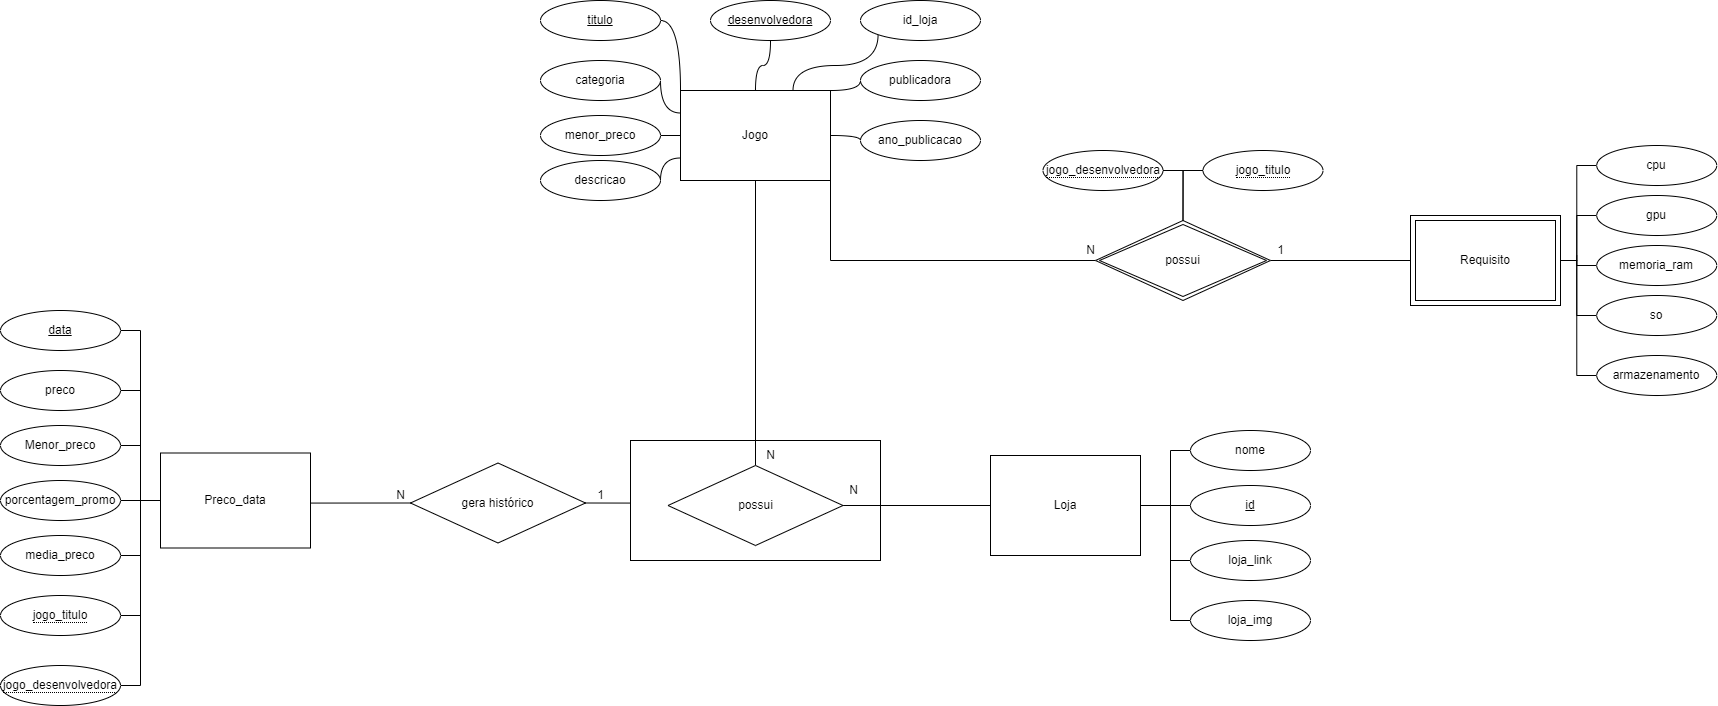 titulo
desenvolvedora
id_loja
categoria
publicadora
menor_preco
Jogo
ano_publicacao
descricao
jogo_desenvolvedora
jogo_titulo
N
possui
1
Requisito
cpu
gpu
memoria_ram
so
armazenamento
data
preco
Menor_preco
porcentagem_promo
media_preco
jogo_titulo
jogo_desenvolvedora
Preco_data
N
gera histórico
1
N
possui
N
Loja
nome
id
loja_link
loja_img